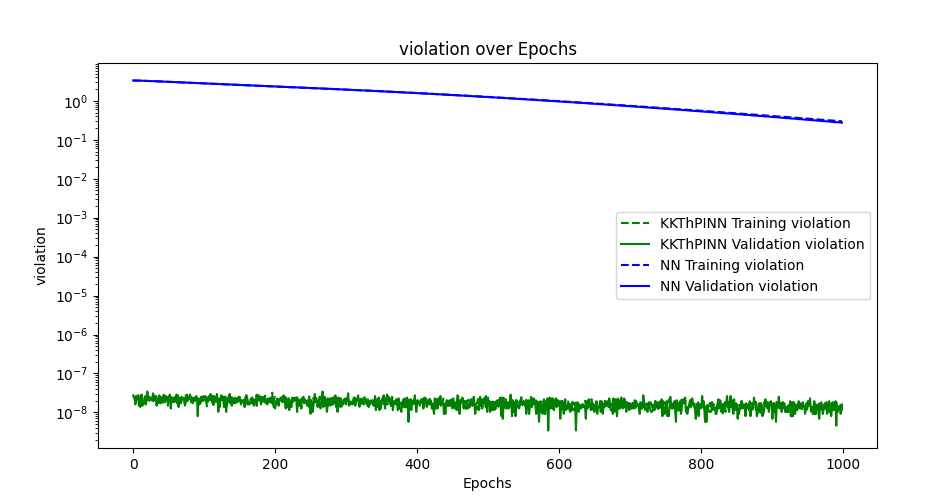 violation over Epochs
violation
10⁰
10⁻¹
10⁻²
10⁻³
10⁻⁴
10⁻⁵
10⁻⁶
10⁻⁷
10⁻⁸
KKThPINN Training violation
KKThPINN Validation violation
NN Training violation
NN Validation violation
0 200 400 600 800 1000
Epochs